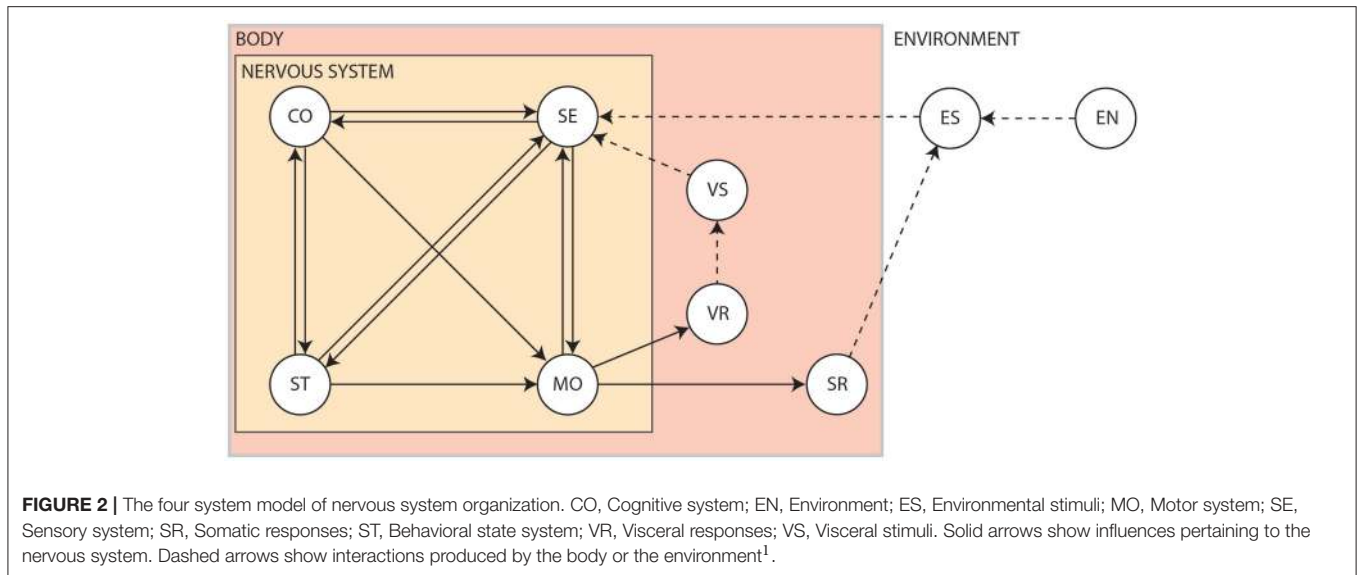 BODY
ENVIRONMENT
NERVOUS SYSTEM
CO
SE
ES
EN
VS
VR
ST
MO
SR
FIGURE 2 | The four system model of nervous system organization. CO, Cognitive system; EN, Environment; ES, Environmental stimuli; MO, Motor system; SE,
Sensory system; SR, Somatic responses; ST, Behavioral state system; VR, Visceral responses; VS, Visceral stimuli. Solid arrows show influences pertaining to the
nervous system. Dashed arrows show interactions produced by the body or the environment¹.